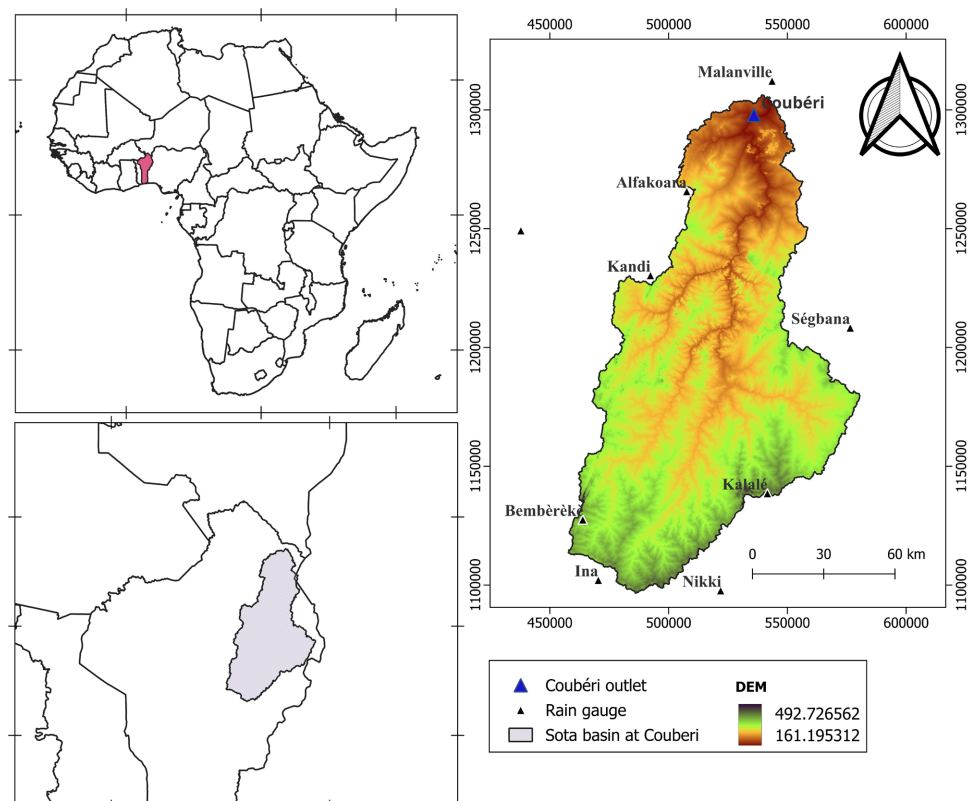 450000 500000 550000 600000
1300000
1250000
1200000
1150000
1100000
Malanville
Coubéri
Alfakoara
Kandi
Ségbana
Kalalé
Bembèrèkè
Ina
Nikki
0 30 60 km
1300000
1250000
1200000
1150000
1100000
450000 500000 550000 600000
Coubéri outlet
Rain gauge
Sota basin at Couberi
DEM
492.726562
161.195312